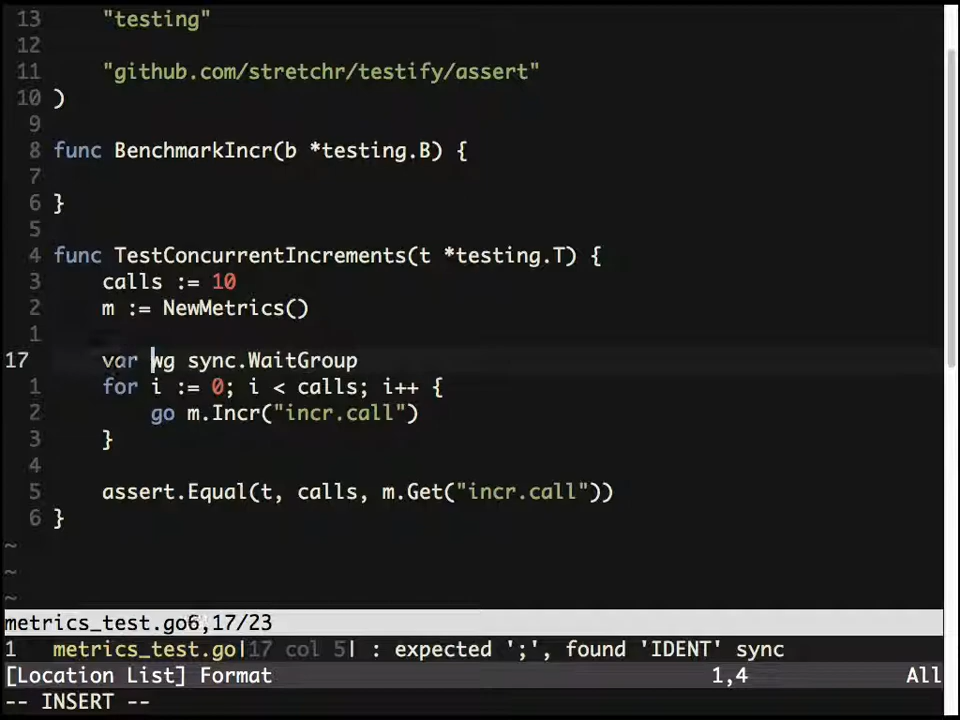 13 "testing"
12
11 "github.com/stretchr/testify/assert"
10 )
9
8 func BenchmarkIncr(b *testing.B) {
7
6 }
5
4 func TestConcurrentIncrements(t *testing.T) {
3 calls := 10
2 m := NewMetrics()
1
17 var wg sync.WaitGroup
1 for i := 0; i < calls; i++ {
2 go m.Incr("incr.call")
3 }
4
5 assert.Equal(t, calls, m.Get("incr.call"))
6 }
~
~
~
metrics_test.go6,17/23
1 metrics_test.go|17 col 5| : expected ';', found 'IDENT' sync
[Location List] Format 1,4 All
-- INSERT --